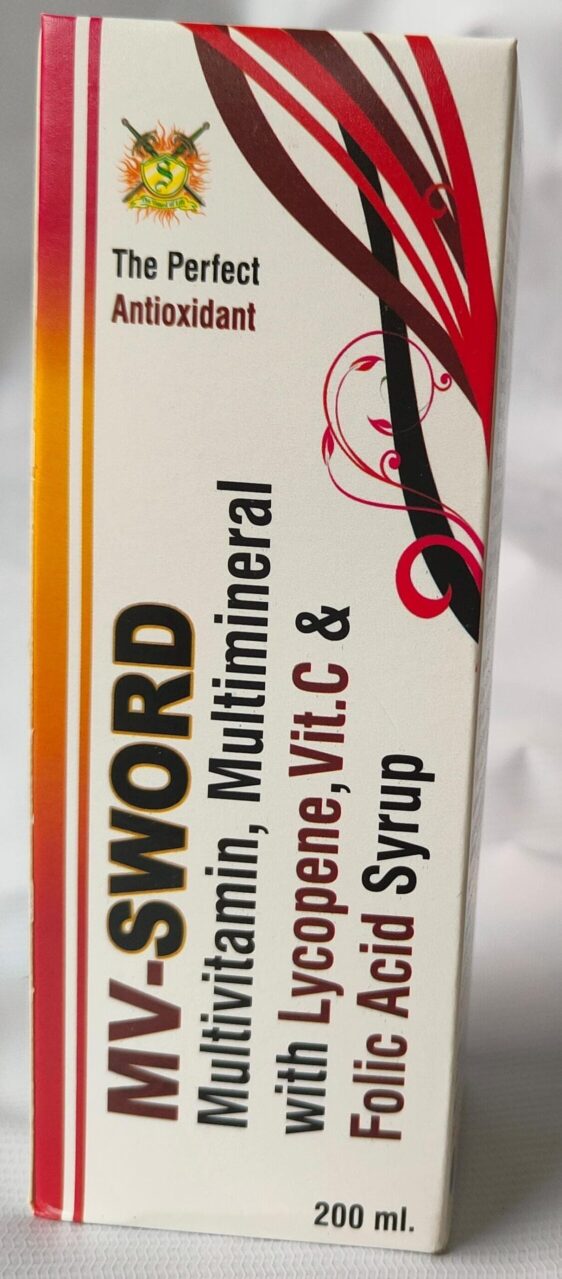 S
The Perfect
Antioxidant
MV-SWORD
Multivitamin, Multimineral
with Lycopene, Vit.C &
Folic Acid Syrup
200 ml.